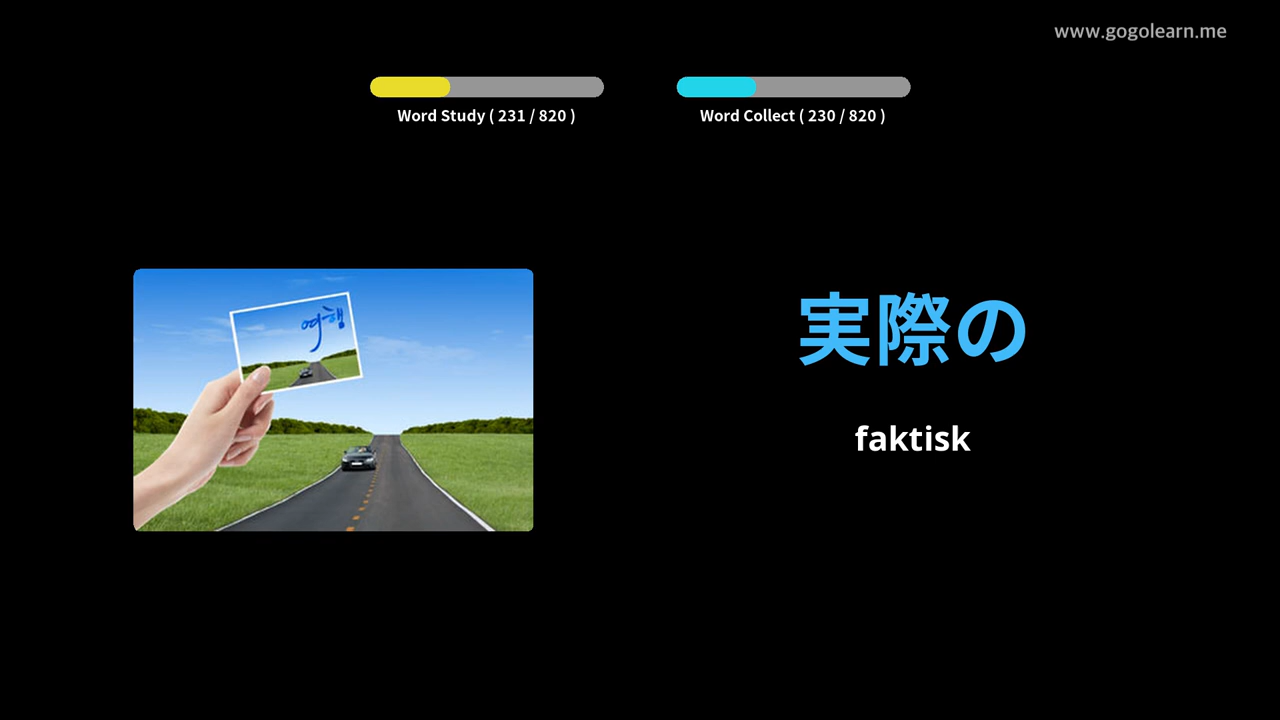 www.gogolearn.me
Word Study ( 231 / 820 )
Word Collect ( 230 / 820 )
여행
実際の
faktisk